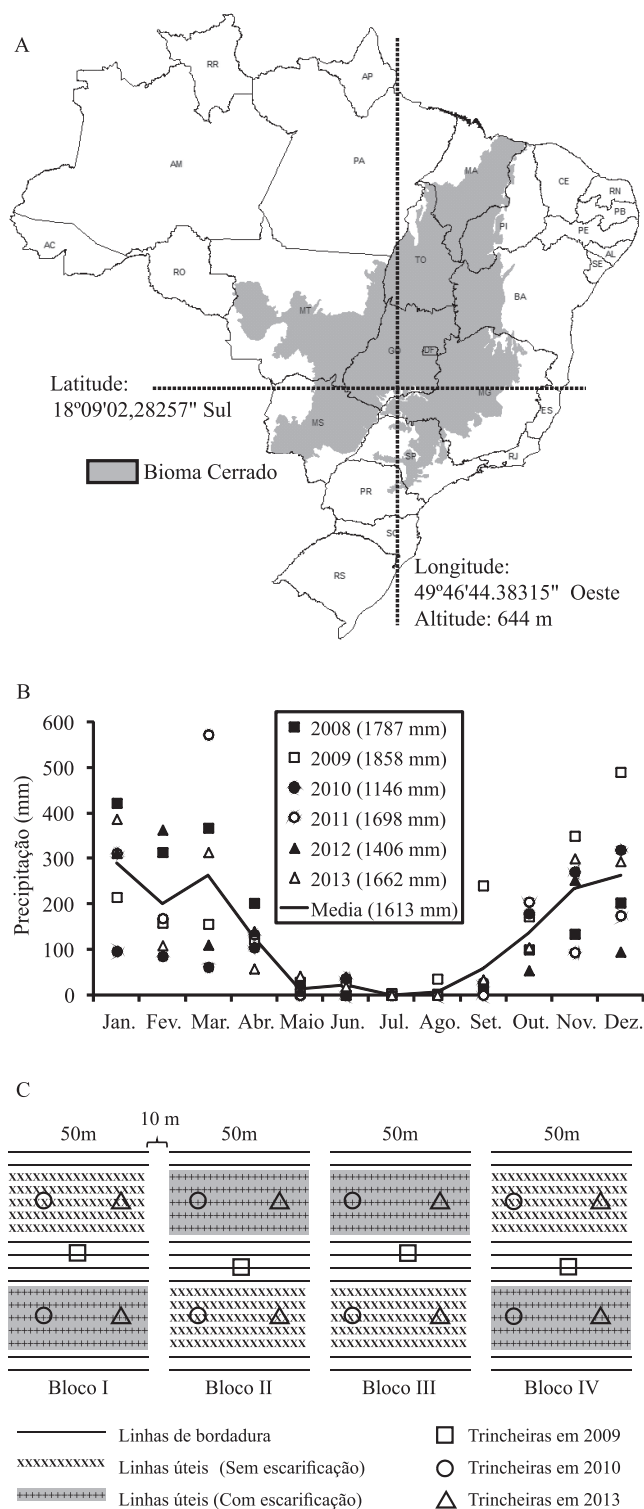 A
RR
AP
AM
PA
MA
CE
RN
PB
PE
AL
SE
PI
AC
RO
TO
BA
MT
GO
DF
MG
ES
MS
SP
RJ
PR
SC
RS
Latitude:
18º09'02,28257" Sul
Bioma Cerrado
Longitude:
49º46'44.38315" Oeste
Altitude: 644 m
B
Precipitação (mm)
600
500
400
300
200
100
0
2008 (1787 mm)
2009 (1858 mm)
2010 (1146 mm)
2011 (1698 mm)
2012 (1406 mm)
2013 (1662 mm)
Media (1613 mm)
Jan. Fev. Mar. Abr. Maio Jun. Jul. Ago. Set. Out. Nov. Dez.
C
10 m
50m 50m 50m 50m
Bloco I Bloco II Bloco III Bloco IV
Linhas de bordadura
Linhas úteis (Sem escarificação)
Linhas úteis (Com escarificação)
Trincheiras em 2009
Trincheiras em 2010
Trincheiras em 2013